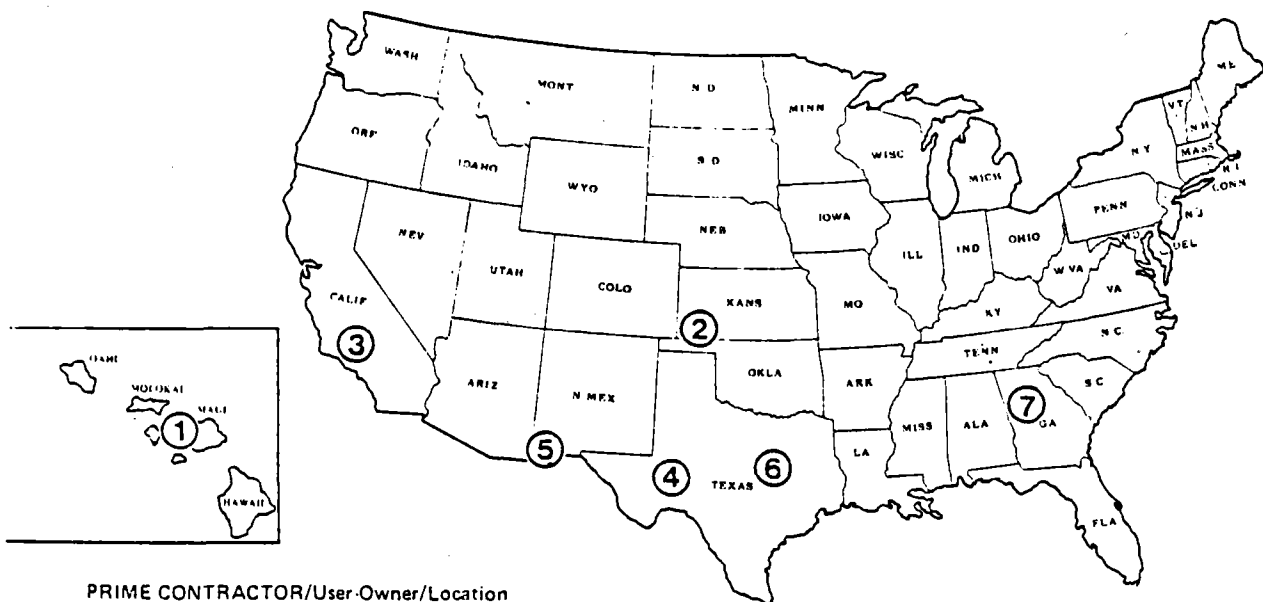 WASH
MONT
N D
MINN
ME
VT
NH
ORE
IDAHO
S D
WISC
MICH
N Y
MASS
R I
CONN
WYO
IOWA
PENN
N J
NEV
NEB
ILL
IND
OHIO
MD
DEL
UTAH
COLO
W VA
VA
CALIF
KANS
MO
KY
3
2
N C
TENN
OAHU
ARIZ
N MEX
OKLA
ARK
S C
MOLOKAI
MAUI
7
1
MISS
ALA
GA
5
4
6
LA
TEXAS
HAWAII
FLA
PRIME CONTRACTOR/User-Owner/Location